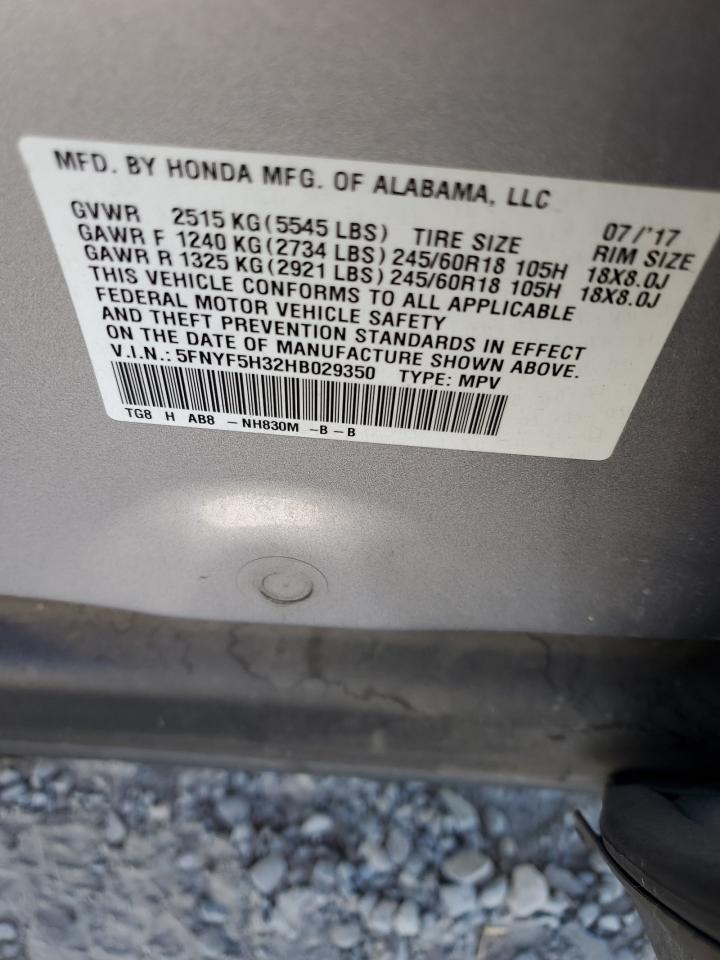 MFD. BY HONDA MFG. OF ALABAMA, LLC
GVWR 2515 KG (5545 LBS) TIRE SIZE 07/'17 RIM SIZE
GAWR F 1240 KG (2734 LBS) 245/60R18 105H 18X8.0J
GAWR R 1325 KG (2921 LBS) 245/60R18 105H 18X8.0J
THIS VEHICLE CONFORMS TO ALL APPLICABLE
FEDERAL MOTOR VEHICLE SAFETY
AND THEFT PREVENTION STANDARDS IN EFFECT
ON THE DATE OF MANUFACTURE SHOWN ABOVE.
V.I.N.: 5FNYF5H32HB029350 TYPE: MPV
TG8 H AB8 -NH830M -B-B